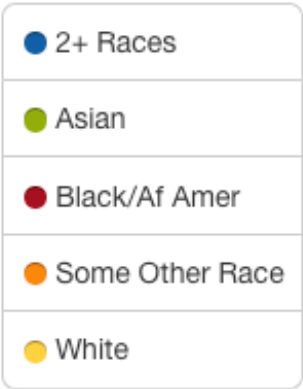 2+ Races
Asian
Black/Af Amer
Some Other Race
White